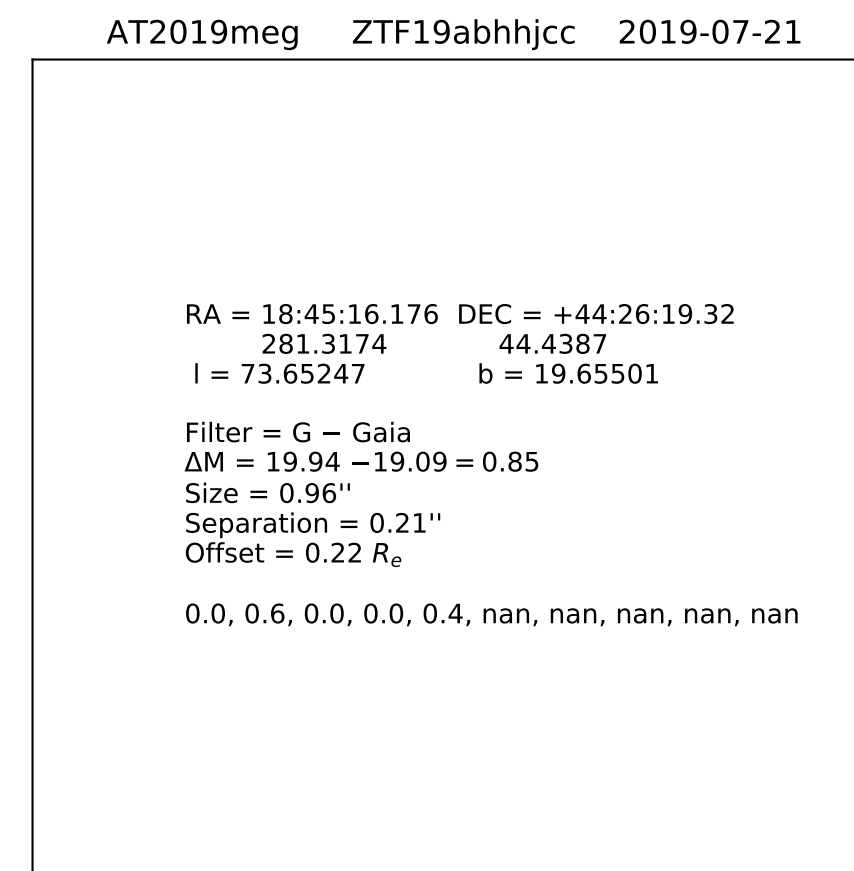 AT2019meg ZTF19abhhjcc 2019-07-21
RA = 18:45:16.176 DEC = +44:26:19.32
281.3174 44.4387
l = 73.65247 b = 19.65501
Filter = G − Gaia
ΔM = 19.94 −19.09 = 0.85
Size = 0.96''
Separation = 0.21''
Offset = 0.22 Rₑ
0.0, 0.6, 0.0, 0.0, 0.4, nan, nan, nan, nan, nan